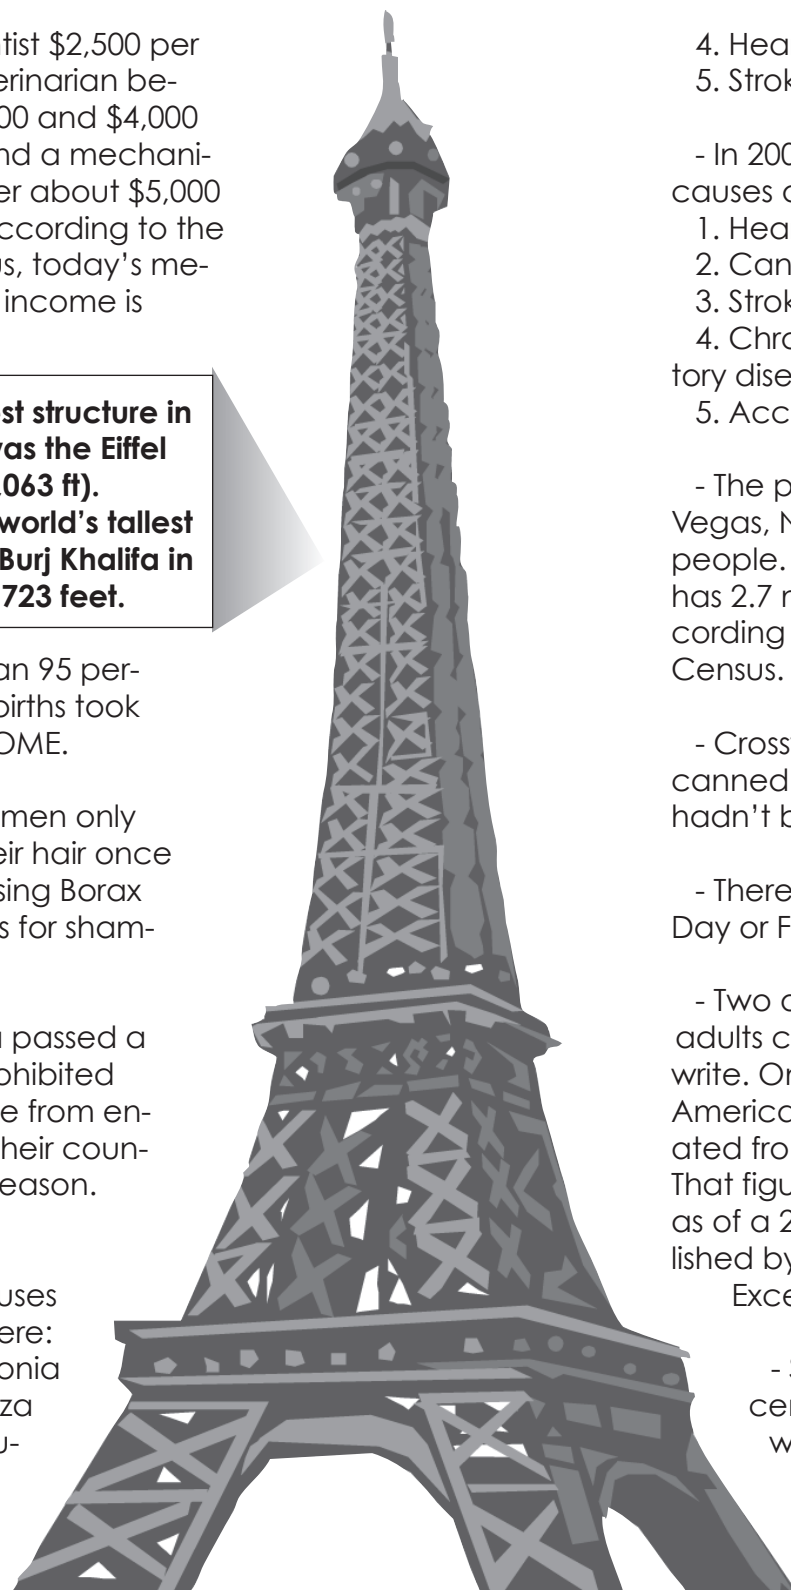 tist $2,500 per
erinarian be-
00 and $4,000
nd a mechani-
er about $5,000
ccording to the
us, today’s me-
income is
st structure in
was the Eiffel
,063 ft).
world’s tallest
Burj Khalifa in
723 feet.
an 95 per-
births took
OME.
men only
eir hair once
sing Borax
s for sham-
a passed a
ohibited
e from en-
their coun-
eason.
uses
ere:
onia
za
u-
4. Hea
5. Strok
- In 200
causes o
1. Hea
2. Can
3. Strok
4. Chro
tory dise
5. Acc
- The p
Vegas, N
people.
has 2.7 m
cording
Census.
- Cross
canned
hadn’t b
- There
Day or F
- Two o
adults c
write. On
America
ated fro
That figu
as of a 2
lished by
Exce
- S
cer
w